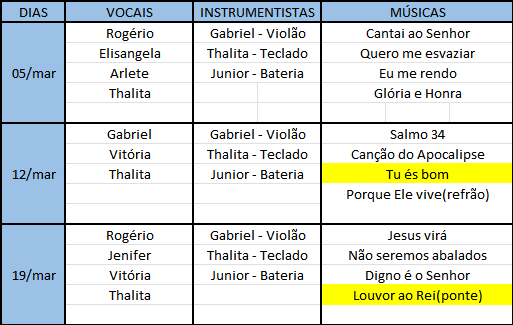 DIAS VOCAIS INSTRUMENTISTAS MÚSICAS
Rogério Gabriel - Violão Cantai ao Senhor
Elisangela Thalita - Teclado Quero me esvaziar
05/mar Arlete Junior - Bateria Eu me rendo
Thalita Glória e Honra
Gabriel Gabriel - Violão Salmo 34
Vitória Thalita - Teclado Canção do Apocalipse
12/mar Thalita Junior - Bateria Tu és bom
Porque Ele vive(refrão)
Rogério Gabriel - Violão Jesus virá
Jenifer Thalita - Teclado Não seremos abalados
19/mar Vitória Junior - Bateria Digno é o Senhor
Thalita Louvor ao Rei(ponte)